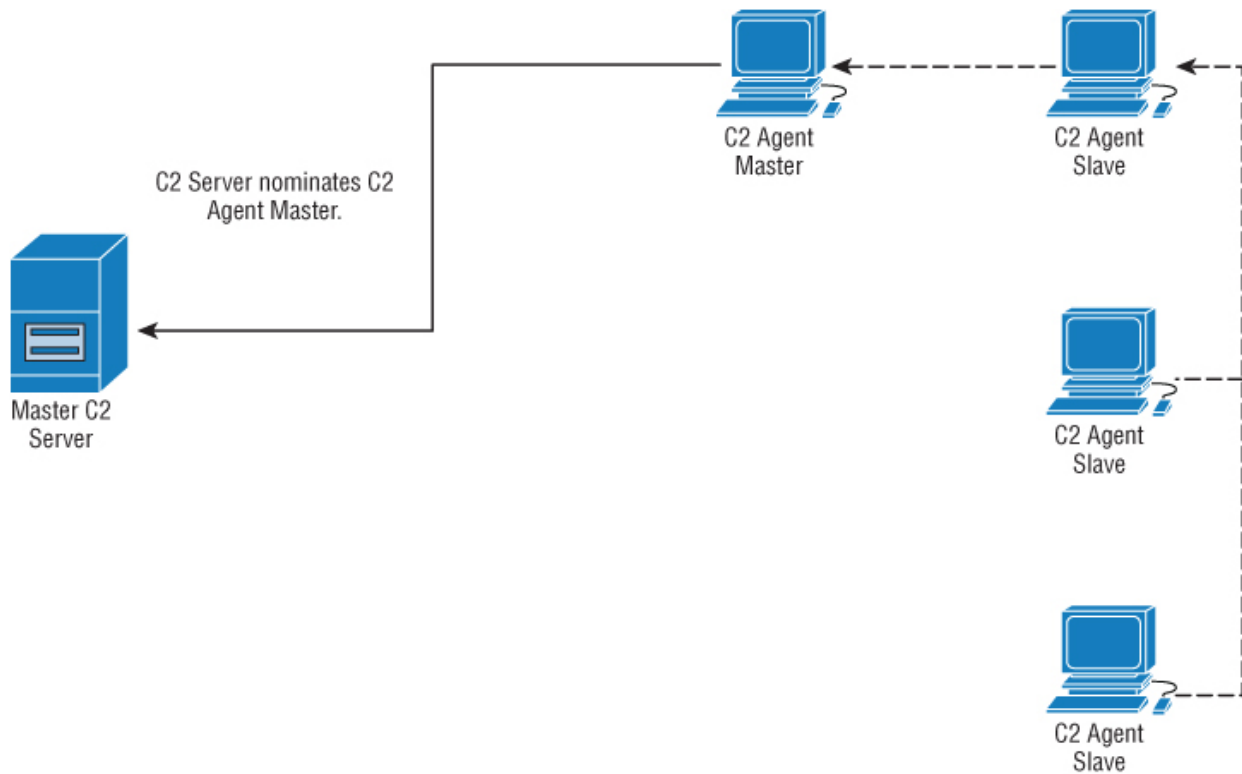 C2 Agent
Master
C2 Agent
Slave
C2 Server nominates C2
Agent Master.
Master C2
Server
C2 Agent
Slave
C2 Agent
Slave